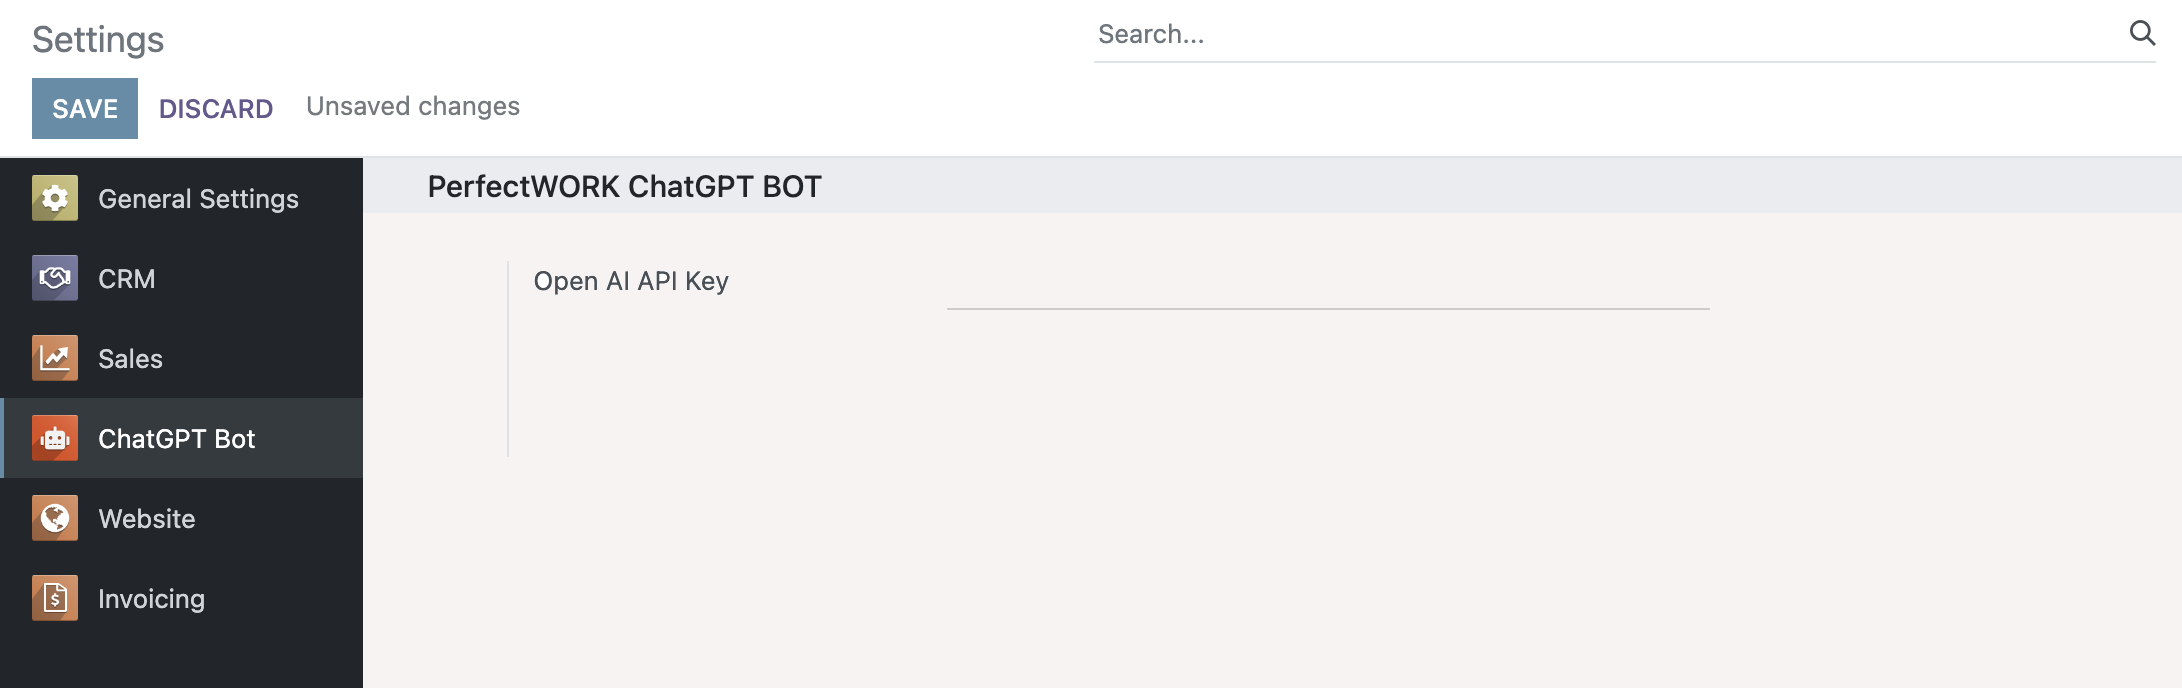 Settings
Search...
SAVE DISCARD Unsaved changes
General Settings
CRM
Sales
ChatGPT Bot
Website
Invoicing
PerfectWORK ChatGPT BOT
Open AI API Key